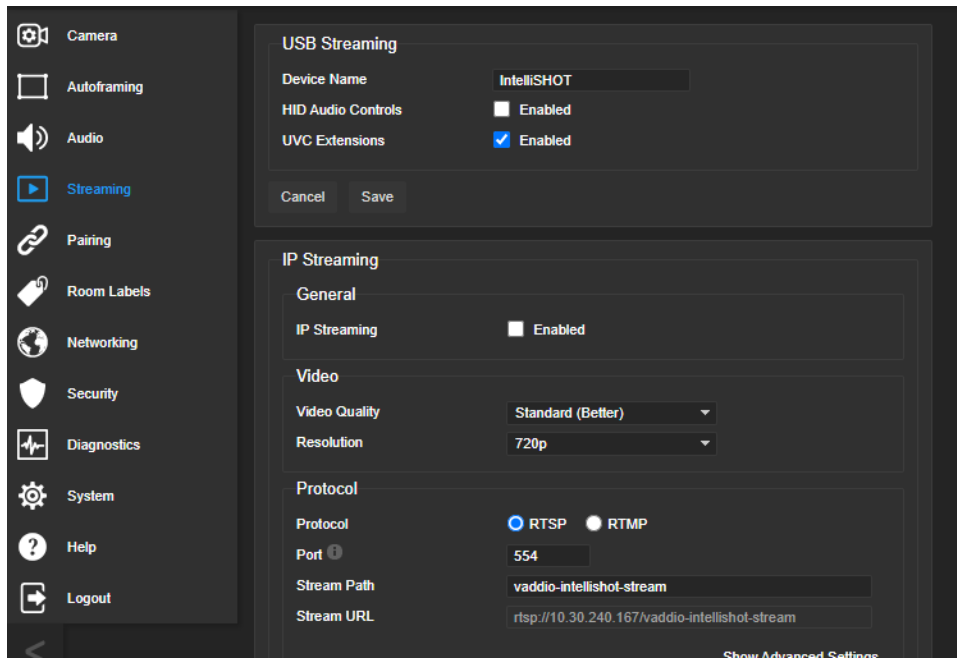 Camera
Autoframing
Audio
Streaming
Pairing
Room Labels
Networking
Security
Diagnostics
System
Help
Logout
USB Streaming
Device Name IntelliSHOT
HID Audio Controls Enabled
UVC Extensions Enabled
Cancel Save
IP Streaming
General
IP Streaming Enabled
Video
Video Quality Standard (Better)
Resolution 720p
Protocol
Protocol RTSP RTMP
Port 554
Stream Path vaddio-intellishot-stream
Stream URL rtsp://10.30.240.167/vaddio-intellishot-stream
Show Advanced Settings